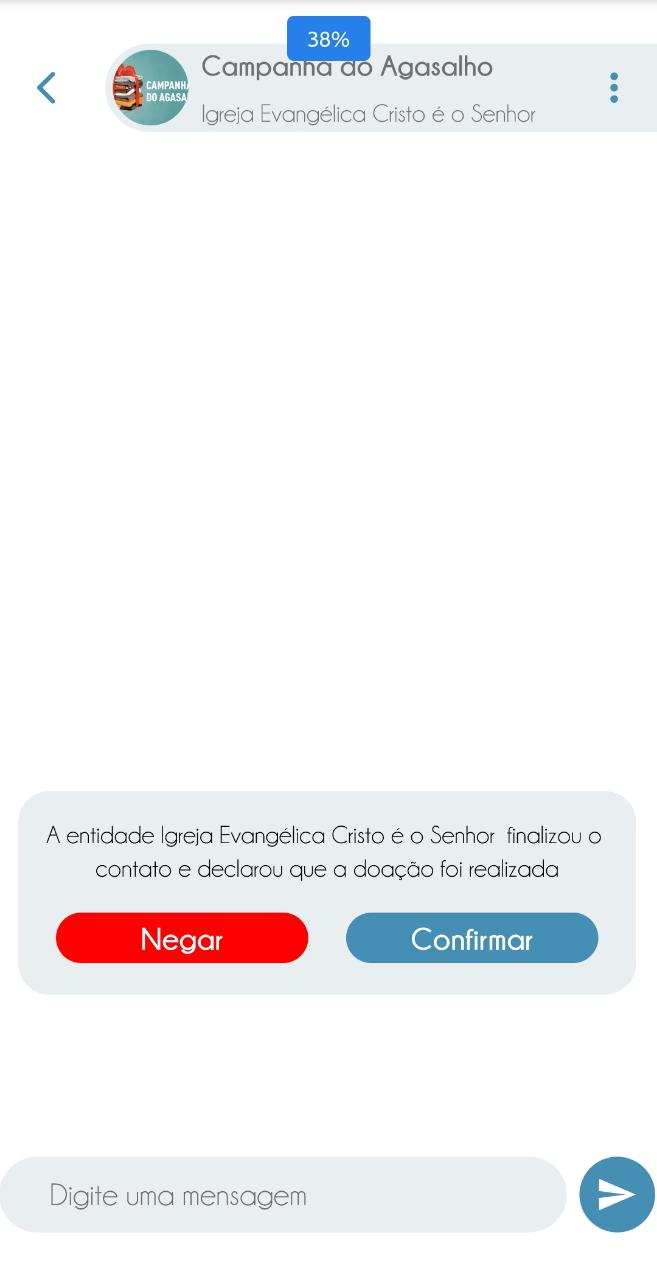 38%
Campanha do Agasalho
CAMPANHA
DO AGASA
Igreja Evangélica Cristo é o Senhor
A entidade Igreja Evangélica Cristo é o Senhor finalizou o
contato e declarou que a doação foi realizada
Negar
Confirmar
Digite uma mensagem